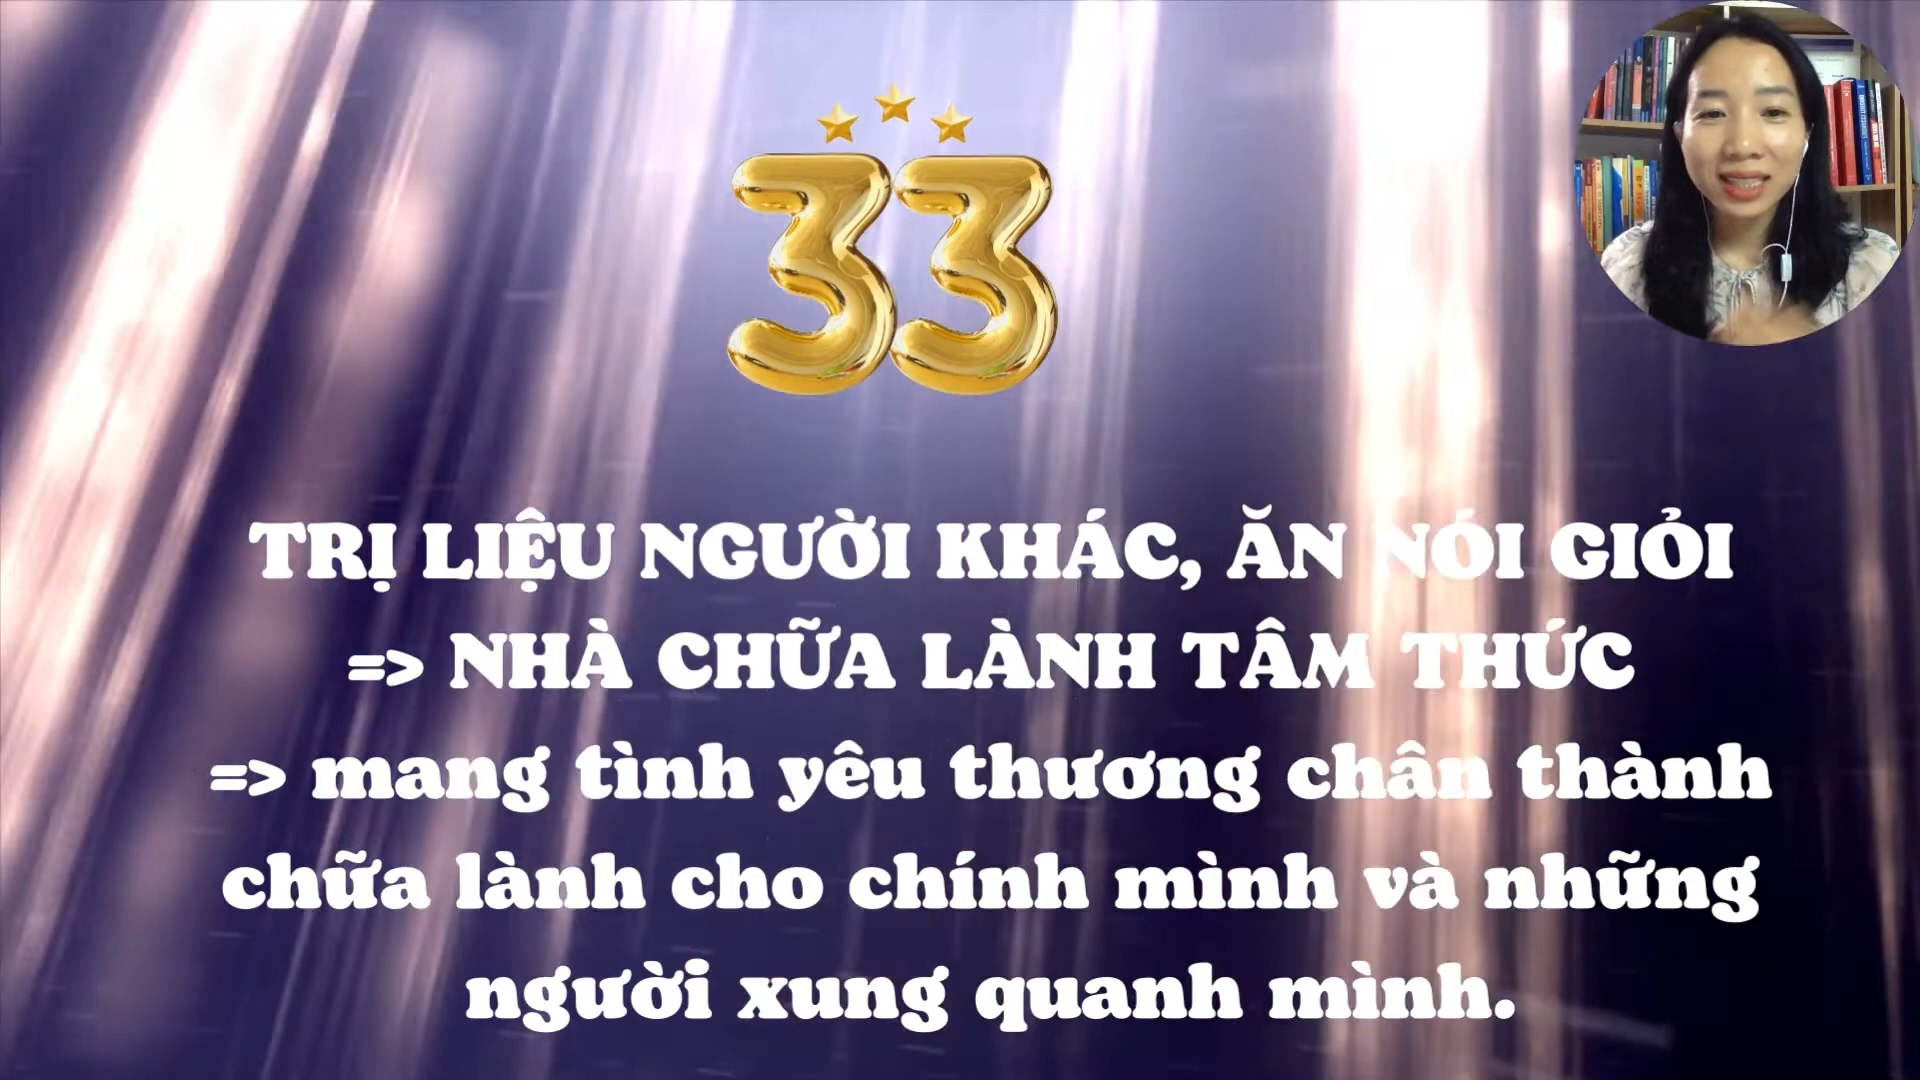 33
TRỊ LIỆU NGƯỜI KHÁC, ĂN NÓI GIỎI
=> NHÀ CHỮA LÀNH TÂM THỨC
=> mang tình yêu thương chân thành
chữa lành cho chính mình và những
người xung quanh mình.